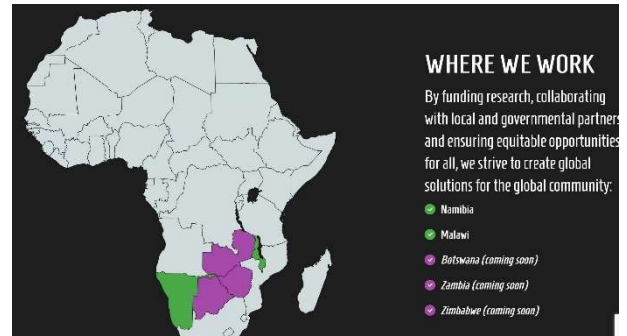 WHERE WE WORK
By funding research, collaborating
with local and governmental partners
and ensuring equitable opportunities
for all, we strive to create global
solutions for the global community:
Namibia
Malawi
Botswana (coming soon)
Zambia (coming soon)
Zimbabwe (coming soon)